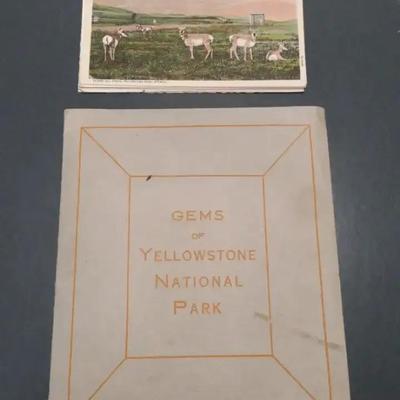 GEMS
OF
YELLOWSTONE
NATIONAL
PARK